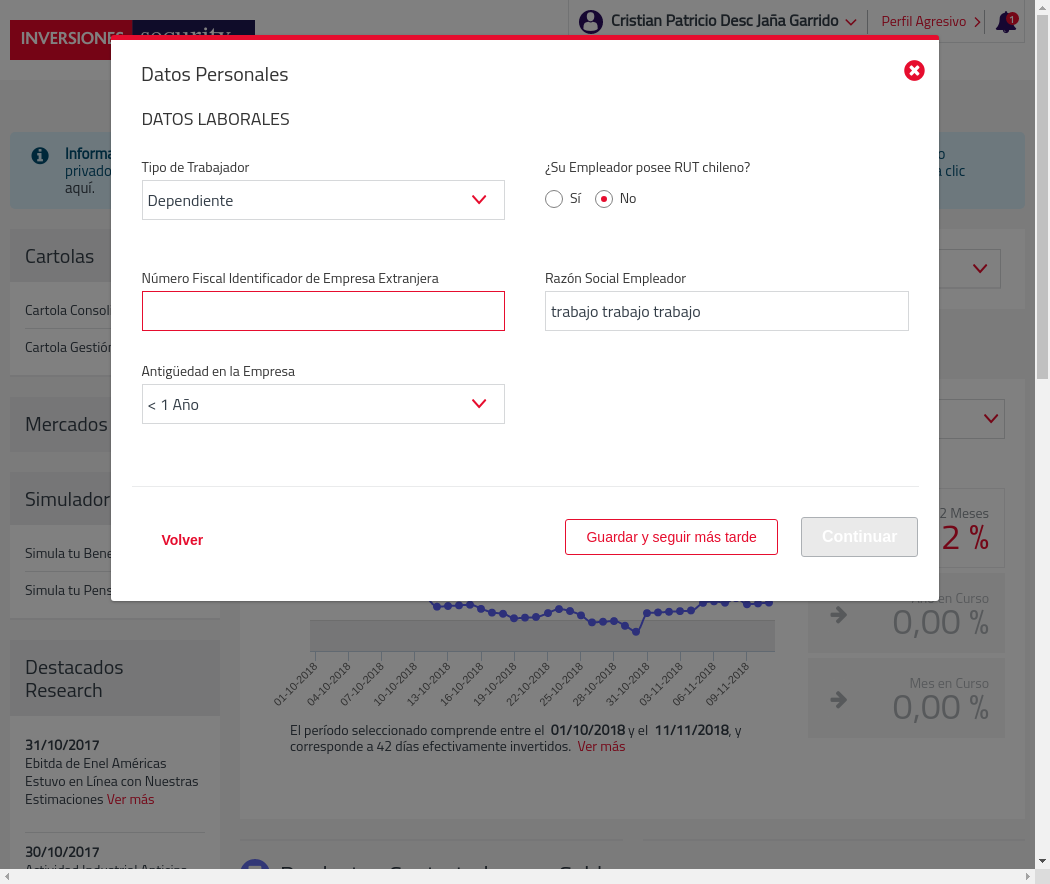 Cristian Patricio Desc Jaña Garrido
Perfil Agresivo
1
INVERSIONES security
Datos Personales
DATOS LABORALES
Tipo de Trabajador
¿Su Empleador posee RUT chileno?
Dependiente
Sí
No
Número Fiscal Identificador de Empresa Extranjera
Razón Social Empleador
trabajo trabajo trabajo
Antigüedad en la Empresa
< 1 Año
Volver
Guardar y seguir más tarde
Continuar
privado
clic
aquí.
Cartolas
Cartola
Cartola
Mercados
Simulador
Simula tu
Simula tu
Destacados
Research
31/10/2017
Ebitda de Enel Américas
Estuvo en Línea con Nuestras
Estimaciones Ver más
30/10/2017
2 Meses
2 %
en Curso
0,00 %
Mes en Curso
0,00 %
01-10-2018
04-10-2018
07-10-2018
10-10-2018
13-10-2018
16-10-2018
19-10-2018
22-10-2018
25-10-2018
28-10-2018
31-10-2018
03-11-2018
06-11-2018
09-11-2018
El período seleccionado comprende entre el 01/10/2018 y el 11/11/2018, y
corresponde a 42 días efectivamente invertidos. Ver más